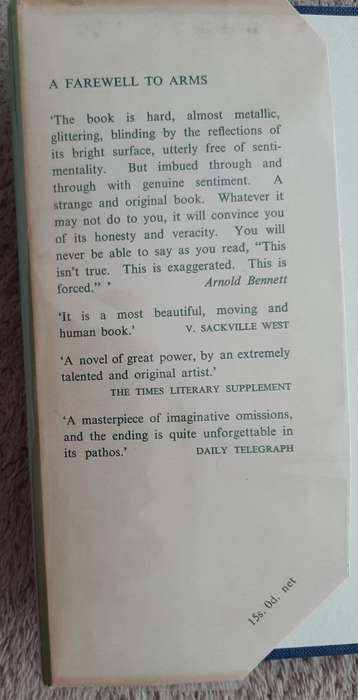 A FAREWELL TO ARMS
‘The book is hard, almost metallic,
glittering, blinding by the reflections of
its bright surface, utterly free of senti-
mentality. But imbued through and
through with genuine sentiment. A
strange and original book. Whatever it
may not do to you, it will convince you
of its honesty and veracity. You will
never be able to say as you read, “This
isn't true. This is exaggerated. This is
forced.” ’ Arnold Bennett
‘It is a most beautiful, moving and
human book.’ V. SACKVILLE WEST
‘A novel of great power, by an extremely
talented and original artist.’
THE TIMES LITERARY SUPPLEMENT
‘A masterpiece of imaginative omissions,
and the ending is quite unforgettable in
its pathos.’ DAILY TELEGRAPH
15s. 0d. net